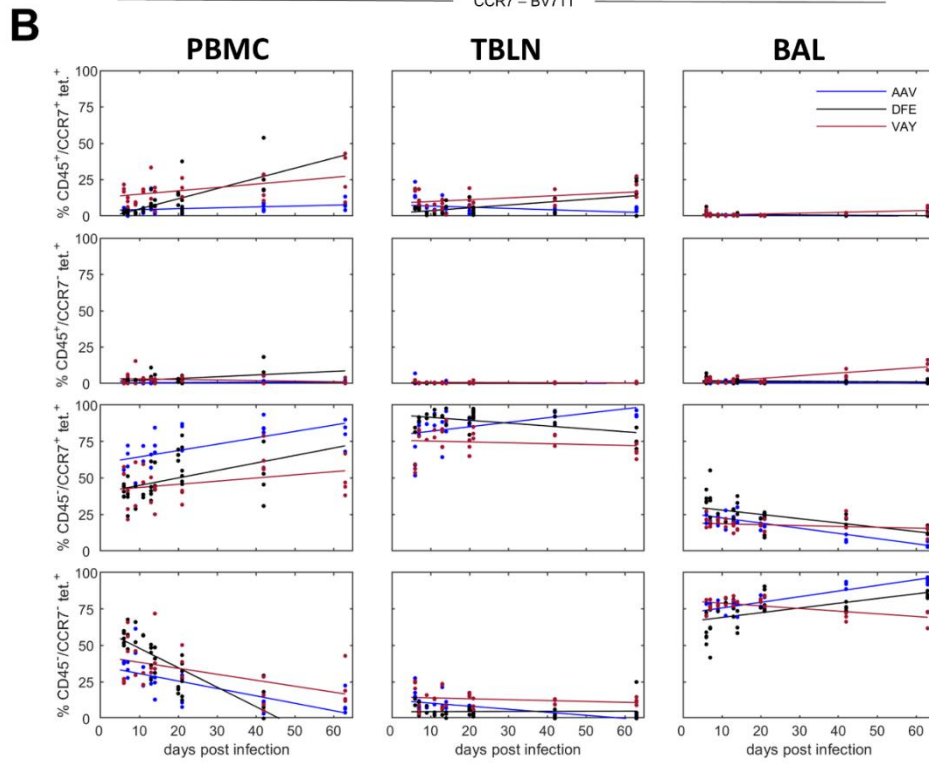 CCR7 – BV711
B
PBMC TBLN BAL
% CD45⁺/CCR7⁺ tet.⁺
100
75
50
25
0
AAV
DFE
VAY
% CD45⁺/CCR7⁻ tet.⁺
100
75
50
25
0
% CD45⁻/CCR7⁺ tet.⁺
100
75
50
25
0
% CD45⁻/CCR7⁻ tet.⁺
100
75
50
25
0
0 10 20 30 40 50 60 0 10 20 30 40 50 60 0 10 20 30 40 50 60
days post infection days post infection days post infection